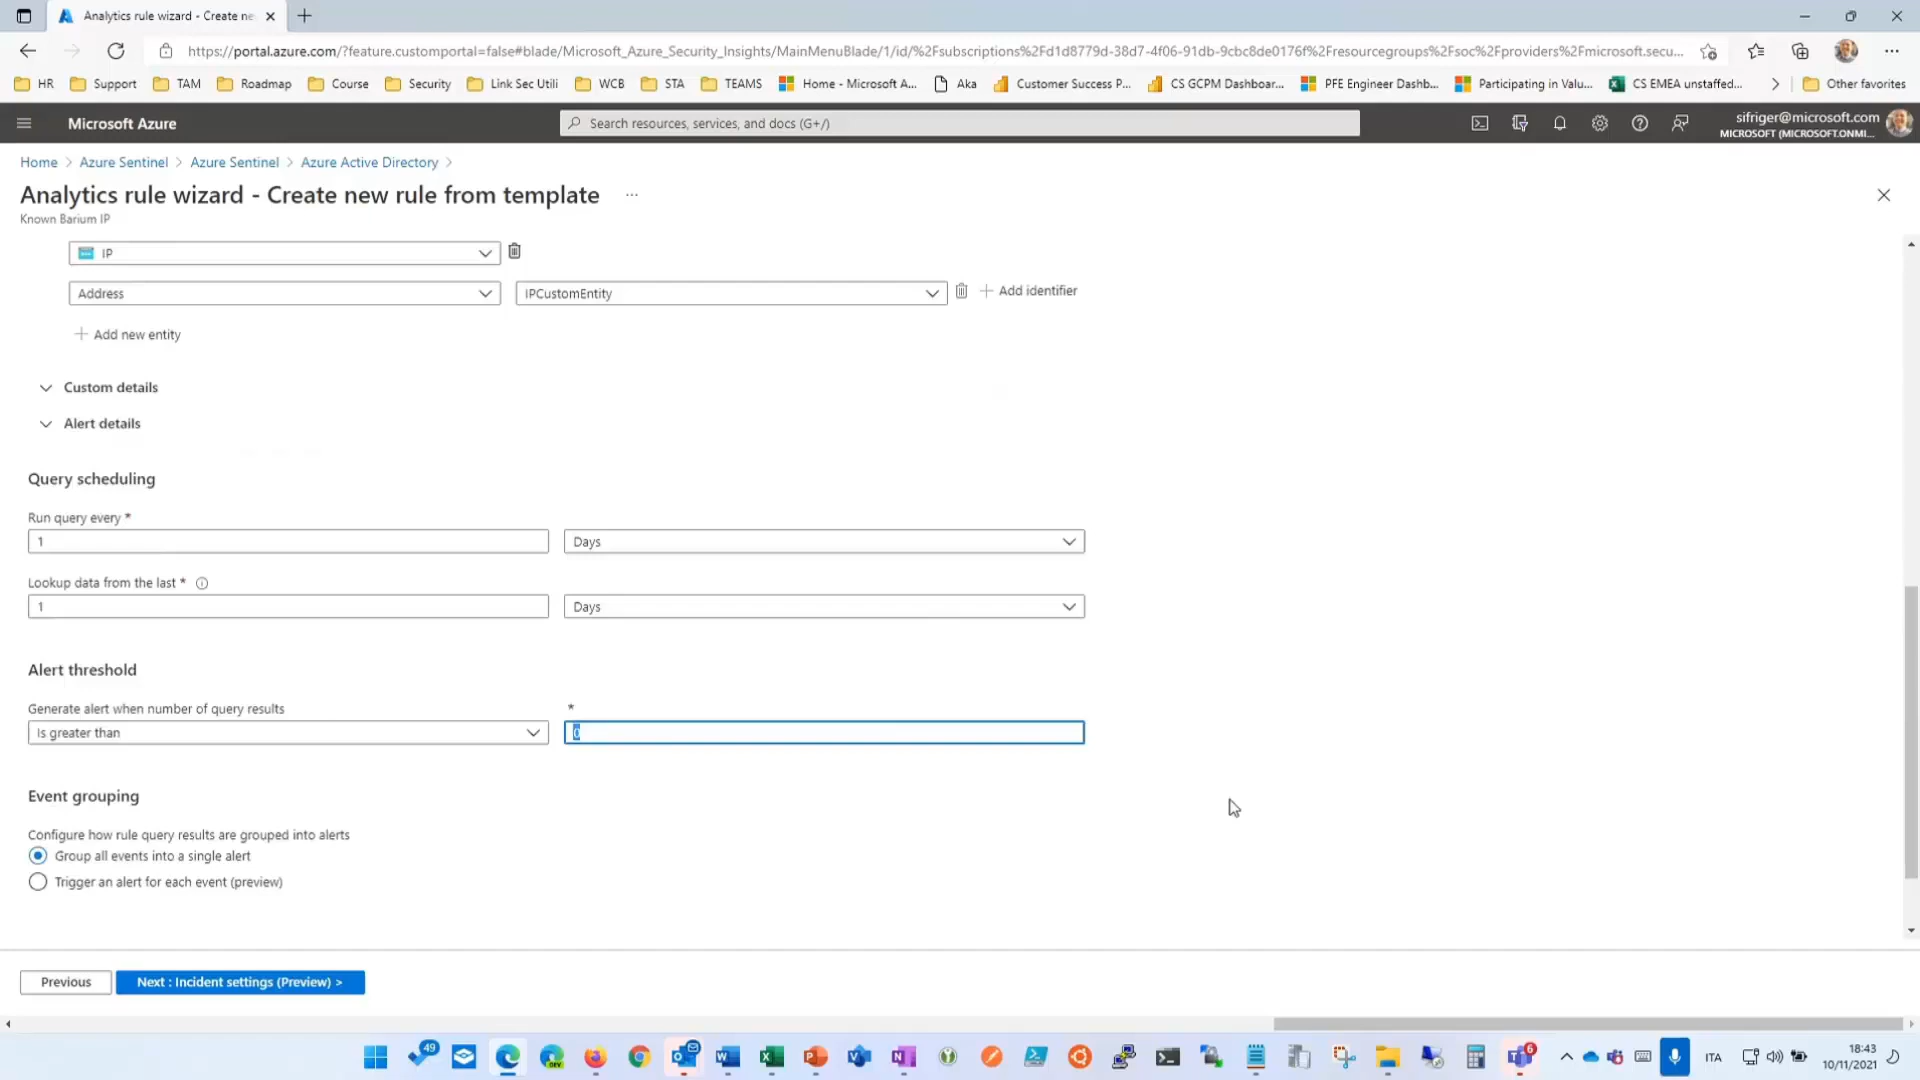 Analytics rule wizard - Create ne
https://portal.azure.com/?feature.customportal=false#blade/Microsoft_Azure_Security_Insights/MainMenuBlade/1/id/%2Fsubscriptions%2Fd1d8779d-38d7-4f06-91db-9cbc8de0176f%2Fresourcegroups%2Fsoc%2Fproviders%2Fmicrosoft.secu...
HR Support TAM Roadmap Course Security Link Sec Utili WCB STA TEAMS Home - Microsoft A... Aka Customer Success P... CS GCPM Dashboar... PFE Engineer Dashb... Participating in Valu... CS EMEA unstaffed... Other favorites
Microsoft Azure
Search resources, services, and docs (G+/)
sifriger@microsoft.com
MICROSOFT (MICROSOFT.ONMI...
Home > Azure Sentinel > Azure Sentinel > Azure Active Directory >
Analytics rule wizard - Create new rule from template ...
Known Barium IP
IP
Address IPCustomEntity + Add identifier
+ Add new entity
Custom details
Alert details
Query scheduling
Run query every *
1 Days
Lookup data from the last *
1 Days
Alert threshold
Generate alert when number of query results *
Is greater than 0
Event grouping
Configure how rule query results are grouped into alerts
Group all events into a single alert
Trigger an alert for each event (preview)
Previous Next : Incident settings (Preview) >
49
DEV
6
ITA
18:43
10/11/2021